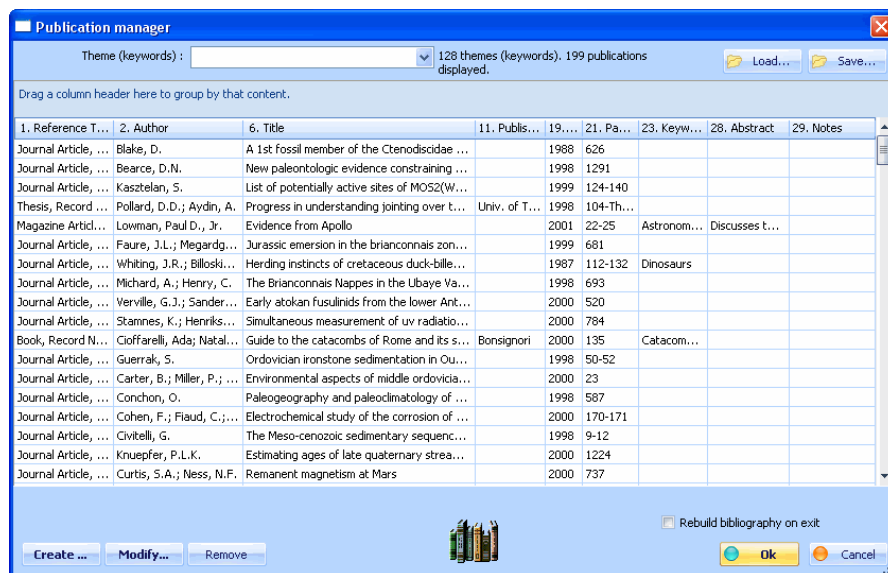 Publication manager
Theme (keywords) :
128 themes (keywords). 199 publications
displayed.
Load...
Save...
Drag a column header here to group by that content.
1. Reference T... 2. Author 6. Title 11. Publis... 19.... 21. Pa... 23. Keyw... 28. Abstract 29. Notes
Journal Article, ... Blake, D. A 1st fossil member of the Ctenodiscidae ... 1988 626
Journal Article, ... Bearce, D.N. New paleontologic evidence constraining ... 1998 1291
Journal Article, ... Kasztelan, S. List of potentially active sites of MOS2(W... 1999 124-140
Thesis, Record ... Pollard, D.D.; Aydin, A. Progress in understanding jointing over t... Univ. of T... 1998 104-Th...
Magazine Articl... Lowman, Paul D., Jr. Evidence from Apollo 2001 22-25 Astronom... Discusses t...
Journal Article, ... Faure, J.L.; Megardg... Jurassic emersion in the brianconnais zon... 1999 681
Journal Article, ... Whiting, J.R.; Billoski... Herding instincts of cretaceous duck-bille... 1987 112-132 Dinosaurs
Journal Article, ... Michard, A.; Henry, C. The Brianconnais Nappes in the Ubaye Va... 1998 693
Journal Article, ... Verville, G.J.; Sander... Early atokan fusulinids from the lower Ant... 2000 520
Journal Article, ... Stamnes, K.; Henriks... Simultaneous measurement of uv radiatio... 2000 784
Book, Record N... Cioffarelli, Ada; Natal... Guide to the catacombs of Rome and its s... Bonsignori 2000 135 Catacom...
Journal Article, ... Guerrak, S. Ordovician ironstone sedimentation in Ou... 1998 50-52
Journal Article, ... Carter, B.; Miller, P.; ... Environmental aspects of middle ordovicia... 2000 23
Journal Article, ... Conchon, O. Paleogeography and paleoclimatology of ... 1998 587
Journal Article, ... Cohen, F.; Fiaud, C.;... Electrochemical study of the corrosion of ... 2000 170-171
Journal Article, ... Civitelli, G. The Meso-cenozoic sedimentary sequenc... 1998 9-12
Journal Article, ... Knuepfer, P.L.K. Estimating ages of late quaternary strea... 2000 1224
Journal Article, ... Curtis, S.A.; Ness, N.F. Remanent magnetism at Mars 2000 737
Rebuild bibliography on exit
Create ...
Modify...
Remove
Ok
Cancel